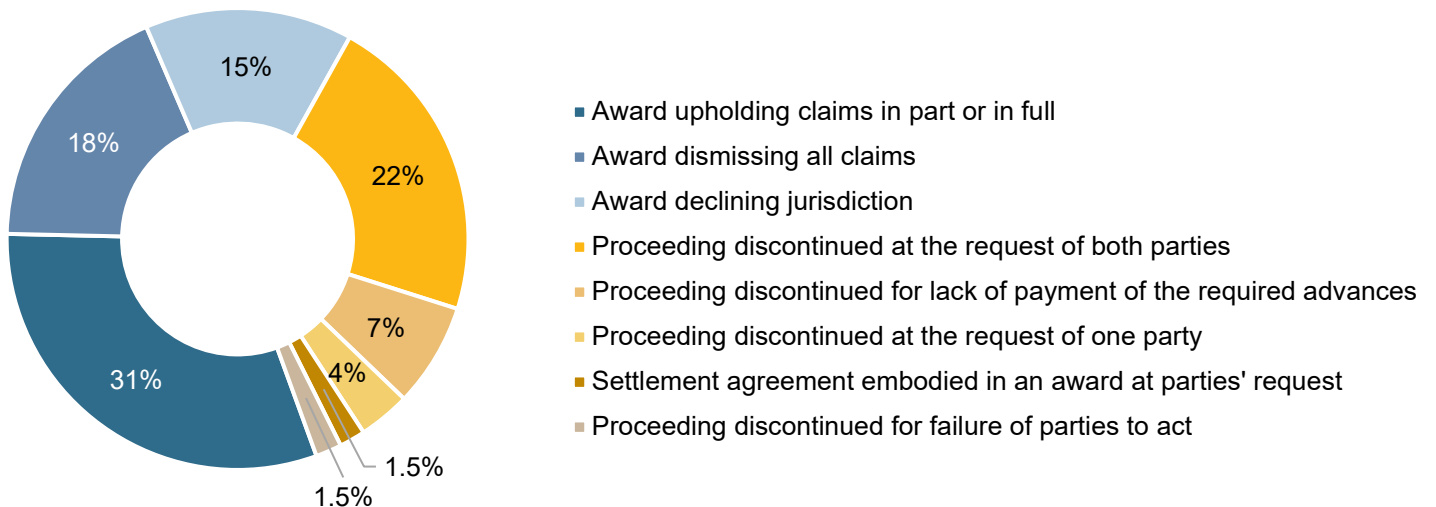 15%
18%
22%
7%
4%
31%
1.5%
1.5%
Award upholding claims in part or in full
Award dismissing all claims
Award declining jurisdiction
Proceeding discontinued at the request of both parties
Proceeding discontinued for lack of payment of the required advances
Proceeding discontinued at the request of one party
Settlement agreement embodied in an award at parties' request
Proceeding discontinued for failure of parties to act